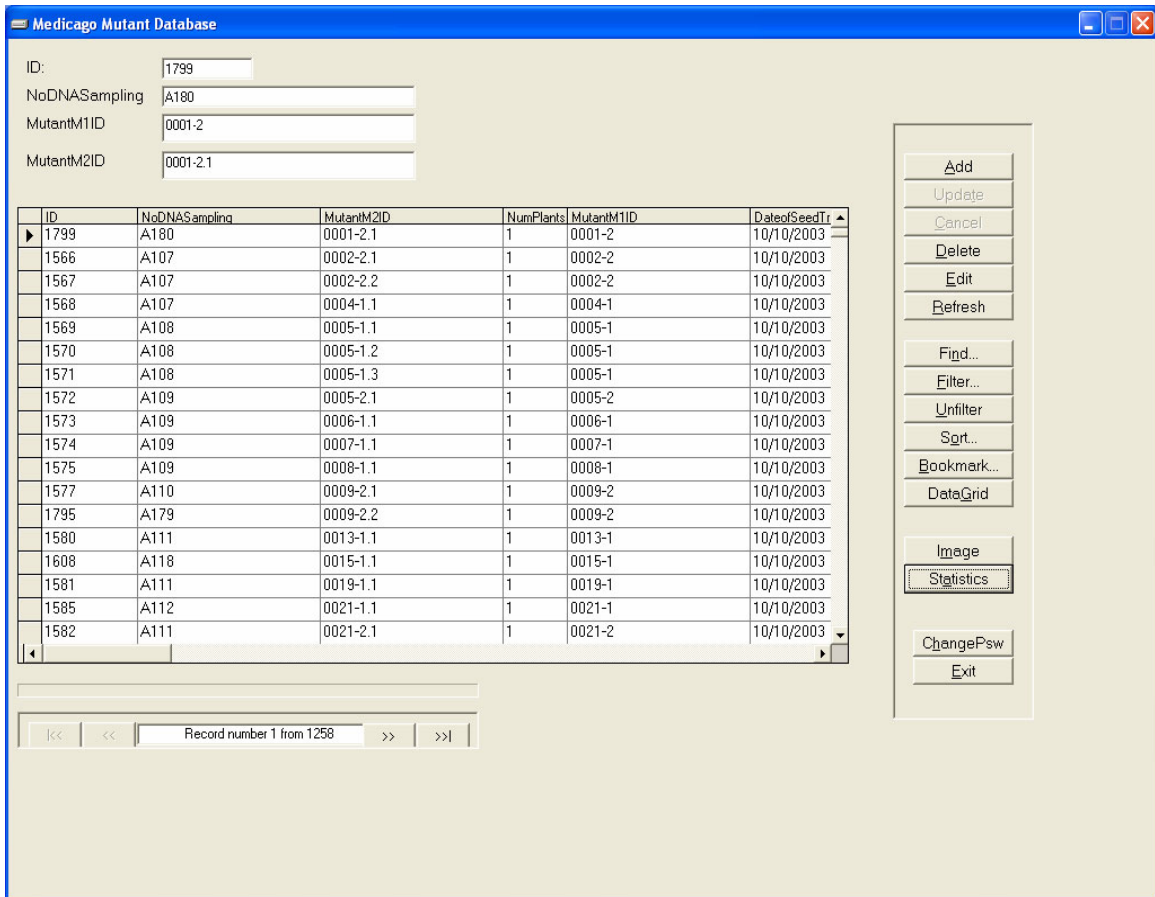 Medicago Mutant Database
ID: 1799
NoDNASampling A180
MutantM1ID 0001-2
MutantM2ID 0001-2.1
ID NoDNASampling MutantM2ID NumPlants MutantM1ID DateofSeedTr
1799 A180 0001-2.1 1 0001-2 10/10/2003
1566 A107 0002-2.1 1 0002-2 10/10/2003
1567 A107 0002-2.2 1 0002-2 10/10/2003
1568 A107 0004-1.1 1 0004-1 10/10/2003
1569 A108 0005-1.1 1 0005-1 10/10/2003
1570 A108 0005-1.2 1 0005-1 10/10/2003
1571 A108 0005-1.3 1 0005-1 10/10/2003
1572 A109 0005-2.1 1 0005-2 10/10/2003
1573 A109 0006-1.1 1 0006-1 10/10/2003
1574 A109 0007-1.1 1 0007-1 10/10/2003
1575 A109 0008-1.1 1 0008-1 10/10/2003
1577 A110 0009-2.1 1 0009-2 10/10/2003
1795 A179 0009-2.2 1 0009-2 10/10/2003
1580 A111 0013-1.1 1 0013-1 10/10/2003
1608 A118 0015-1.1 1 0015-1 10/10/2003
1581 A111 0019-1.1 1 0019-1 10/10/2003
1585 A112 0021-1.1 1 0021-1 10/10/2003
1582 A111 0021-2.1 1 0021-2 10/10/2003
|<< << Record number 1 from 1258 >> >>|
Add
Update
Cancel
Delete
Edit
Refresh
Find...
Filter...
Unfilter
Sort...
Bookmark...
DataGrid
Image
Statistics
ChangePsw
Exit